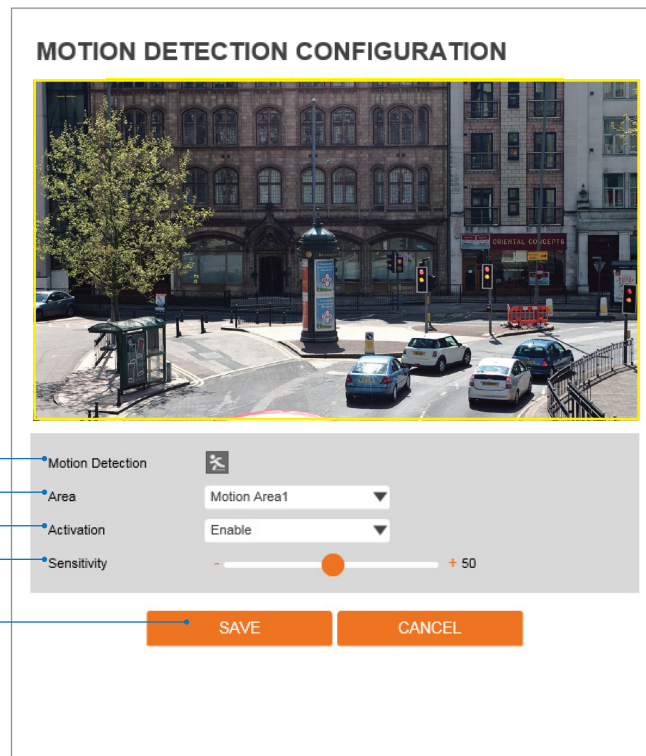 MOTION DETECTION CONFIGURATION
ORIENTAL CONCEPTS
Motion Detection
Area Motion Area1
Activation Enable
Sensitivity - + 50
SAVE CANCEL